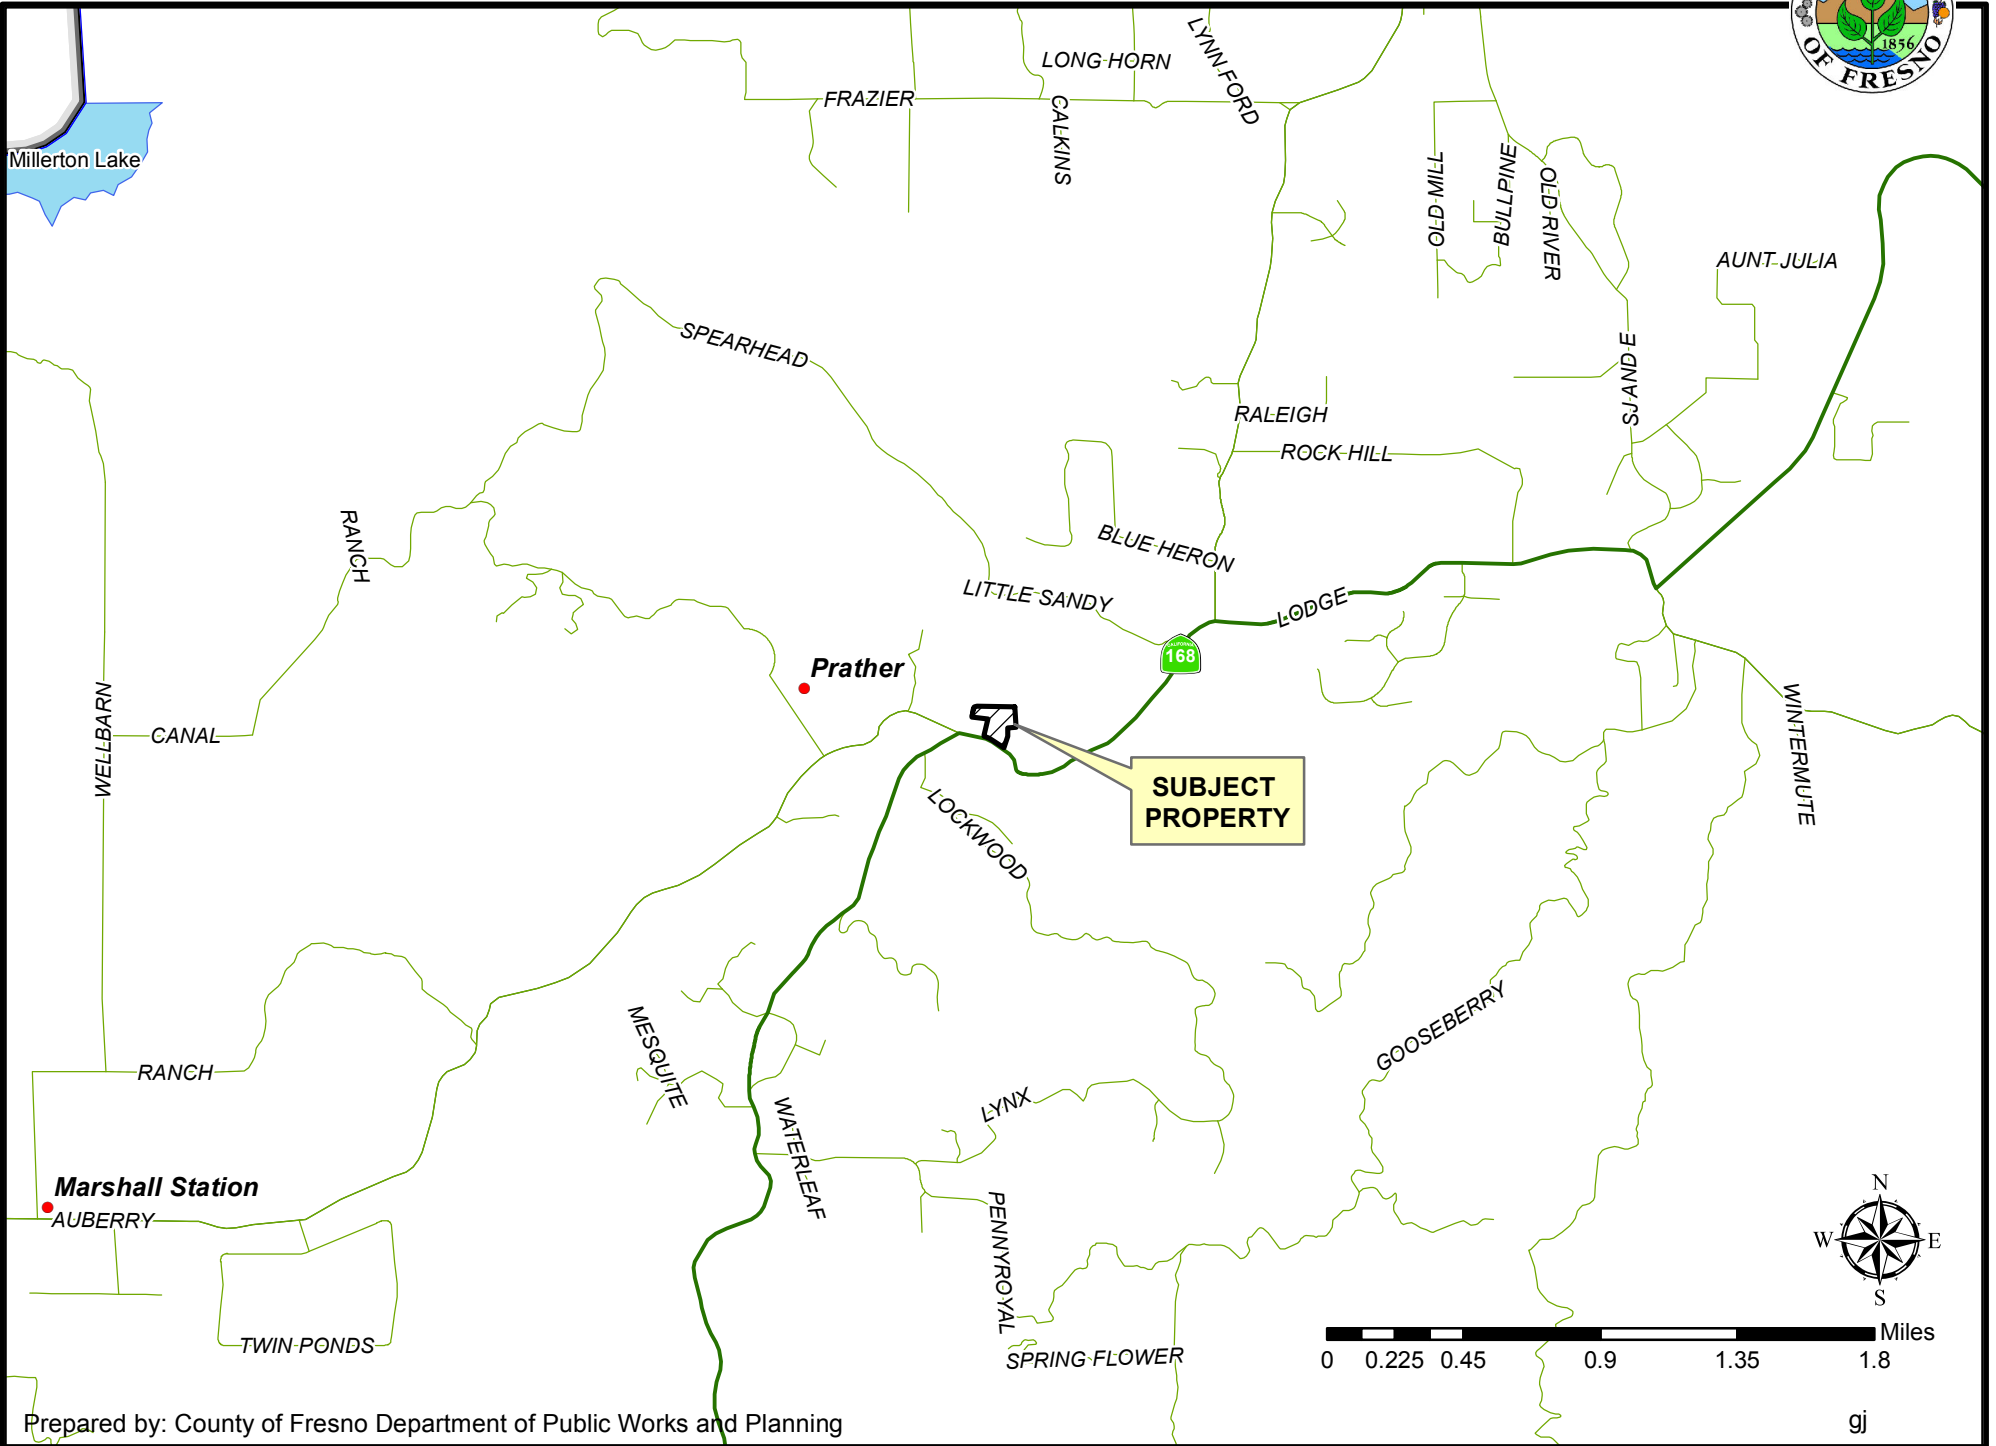 1856
OF FRESNO
LONG HORN
LYNN FORD
FRAZIER
CALKINS
Millerton Lake
OLD MILL
BULLPINE
OLD RIVER
AUNT JULIA
SPEARHEAD
SJ AND E
RALEIGH
ROCK HILL
RANCH
BLUE HERON
LITTLE SANDY
LODGE
CALIFORNIA
168
Prather
WELLBARN
CANAL
WINTERMUTE
SUBJECT
PROPERTY
LOCKWOOD
MESQUITE
GOOSEBERRY
RANCH
LYNX
WATERLEAF
Marshall Station
AUBERRY
PENNYROYAL
N
W
E
S
TWIN PONDS
SPRING FLOWER
Miles
0 0.225 0.45 0.9 1.35 1.8
Prepared by: County of Fresno Department of Public Works and Planning
gj